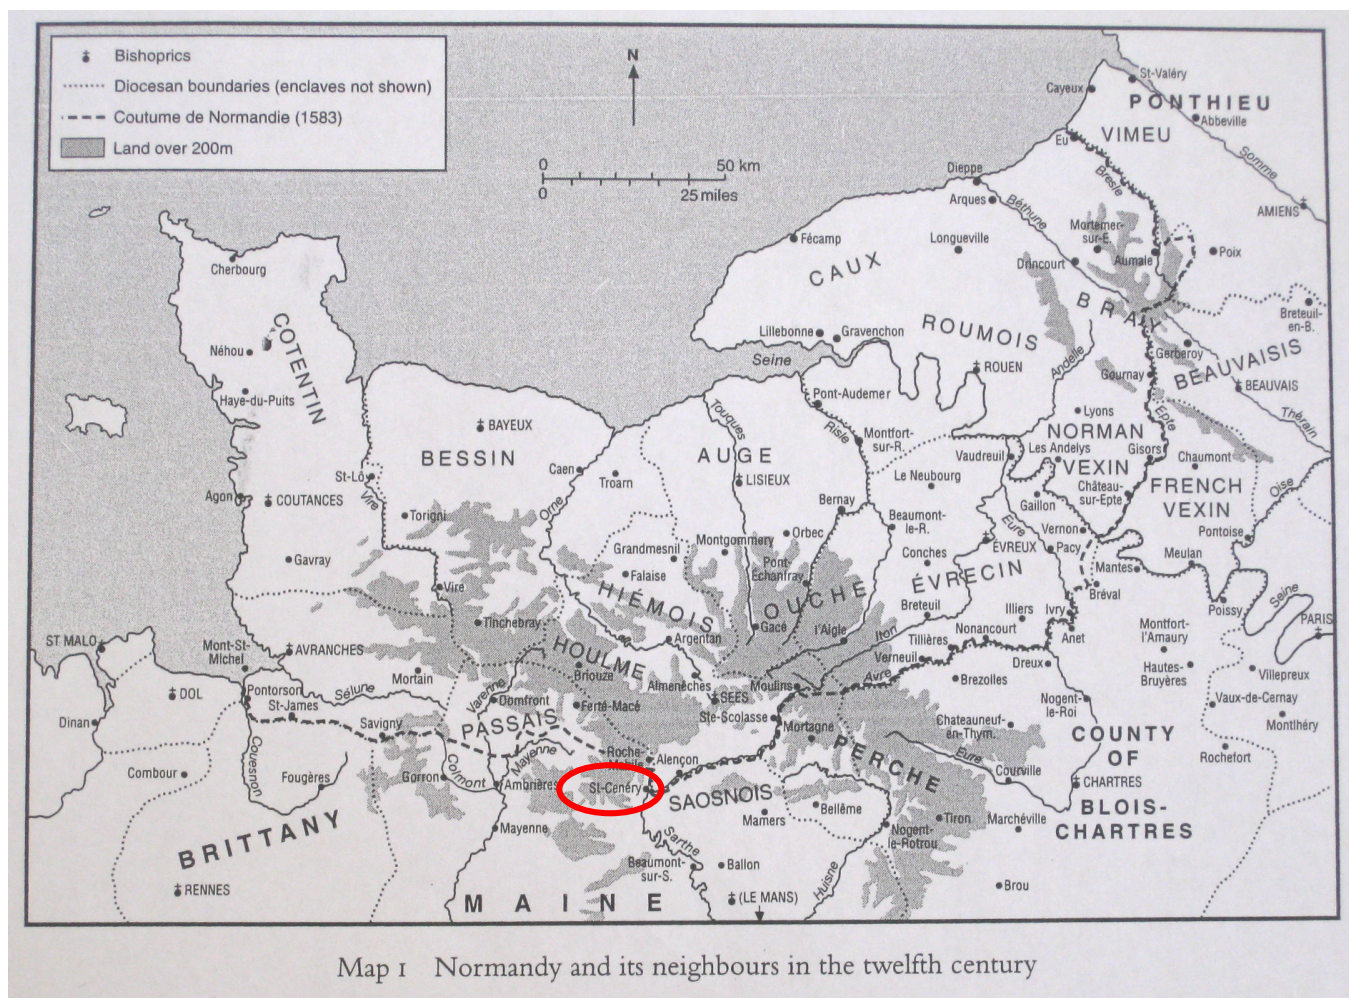 Bishoprics
Diocesan boundaries (enclaves not shown)
Coutume de Normandie (1583)
Land over 200m
N
0 50 km
0 25 miles
St-Valéry
Cayeux
PONTHIEU
Abbeville
VIMEU
Eu
Somme
Bresle
Dieppe
Arques
Béthune
AMIENS
Mortemer-
sur-E.
Fécamp
Longueville
Drincourt
Aumale
Poix
CAUX
Cherbourg
BRAY
Breteuil-
en-B.
COTENTIN
Lillebonne
Gravenchon
ROUMOIS
Seine
Néhou
Andelle
Gerberoy
BEAUVAISIS
ROUEN
Gournay
BEAUVAIS
Haye-du-Puits
Pont-Audemer
Touques
Risle
Lyons
Epte
Thérain
BAYEUX
Montfort-
sur-R.
NORMAN
VEXIN
Les Andelys
Gisors
Vaudreuil
Chaumont
BESSIN
AUGE
Caen
Troarn
LISIEUX
Le Neubourg
Château-
sur-Epte
FRENCH
VEXIN
Oise
St-Lô
Vire
Agon
COUTANCES
Torigni
Orne
Bernay
Gaillon
Beaumont-
le-R.
Eure
Vernon
Pontoise
Orbec
Montgommery
Grandmesnil
Conches
EVREUX
Pacy
Meulan
Gavray
Falaise
Pont-
Echanfray
ÉVRECIN
Mantes
Vire
HIÉMOIS
OUCHE
Bréval
Poissy
Seine
PARIS
Tinchebray
Gacé
l'Aigle
Breteuil
Illiers
Ivry
Anet
Montfort-
l'Amaury
ST MALO
Mont-St-
Michel
AVRANCHES
Argentan
Iton
Nonancourt
Tillières
HOULME
Briouze
Verneuil
Dreux
Hautes-
Bruyères
Villepreux
Mortain
Almenêches
Moulins
Avre
Brezolles
DOL
Pontorson
St-James
Sélune
Varenne
Domfront
Ferté-Macé
SEES
Nogent-
le-Roi
Vaux-de-Cernay
Dinan
Savigny
PASSAIS
Ste-Scolasse
Mortagne
Chateauneuf-
en-Thym.
Montlhéry
COUNTY
OF
BLOIS-
CHARTRES
Rochefort
Couesnon
Mayenne
Roche-
Mabile
Alençon
PERCHE
Eure
Combour
Fougères
Gorron
Colmont
Ambrières
St-Cenéry
SAOSNOIS
Courville
CHARTRES
Bellême
Mamers
Tiron
Marchéville
BRITTANY
Mayenne
Sarthe
Nogent-
le-Rotrou
Beaumont-
sur-S.
Ballon
Huisne
RENNES
MAINE
(LE MANS)
Brou
Map 1 Normandy and its neighbours in the twelfth century